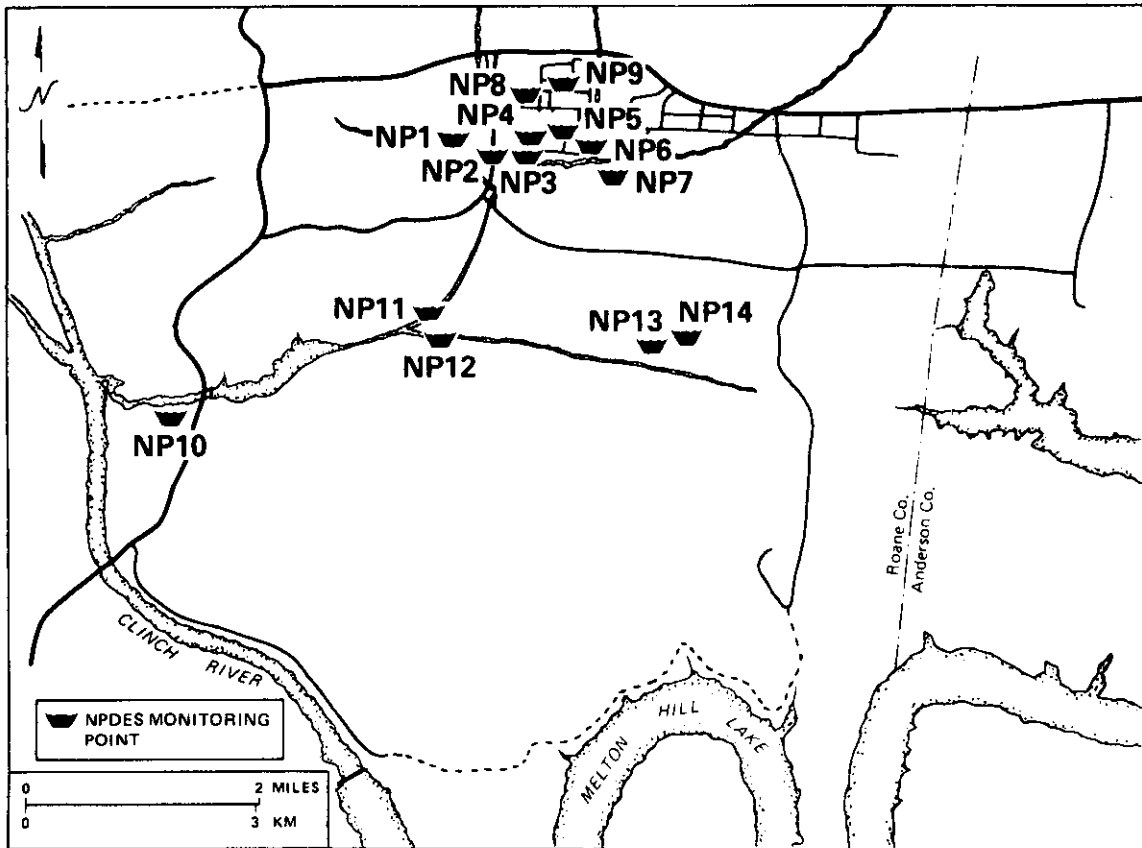 N
NP9
NP8
NP4
NP5
NP1
NP6
NP2
NP3
NP7
NP11
NP13
NP14
NP12
NP10
Roane Co.
Anderson Co.
CLINCH RIVER
MELTON HILL LAKE
NPDES MONITORING
POINT
0 2 MILES
0 3 KM